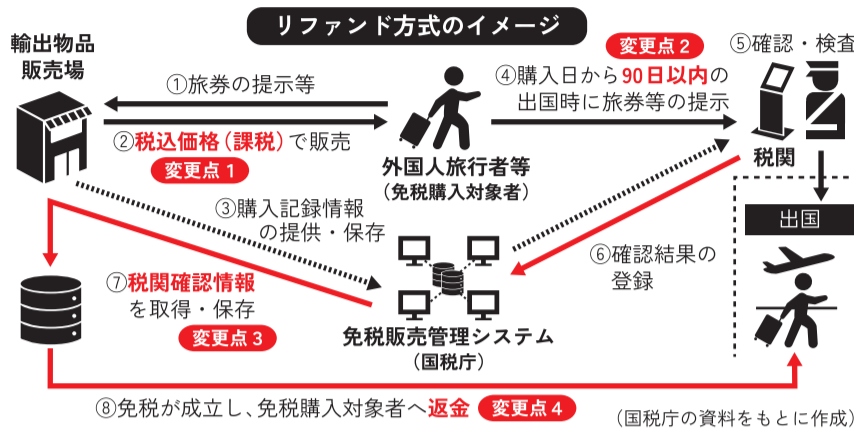 リファンド方式のイメージ
輸出物品
販売場
①旅券の提示等
②税込価格（課税）で販売
変更点1
外国人旅行者等
（免税購入対象者）
変更点2
④購入日から90日以内の
出国時に旅券等の提示
⑤確認・検査
税関
出国
③購入記録情報
の提供・保存
⑥確認結果の
登録
⑦税関確認情報
を取得・保存
変更点3
免税販売管理システム
（国税庁）
⑧免税が成立し、免税購入対象者へ返金 変更点4
（国税庁の資料をもとに作成）